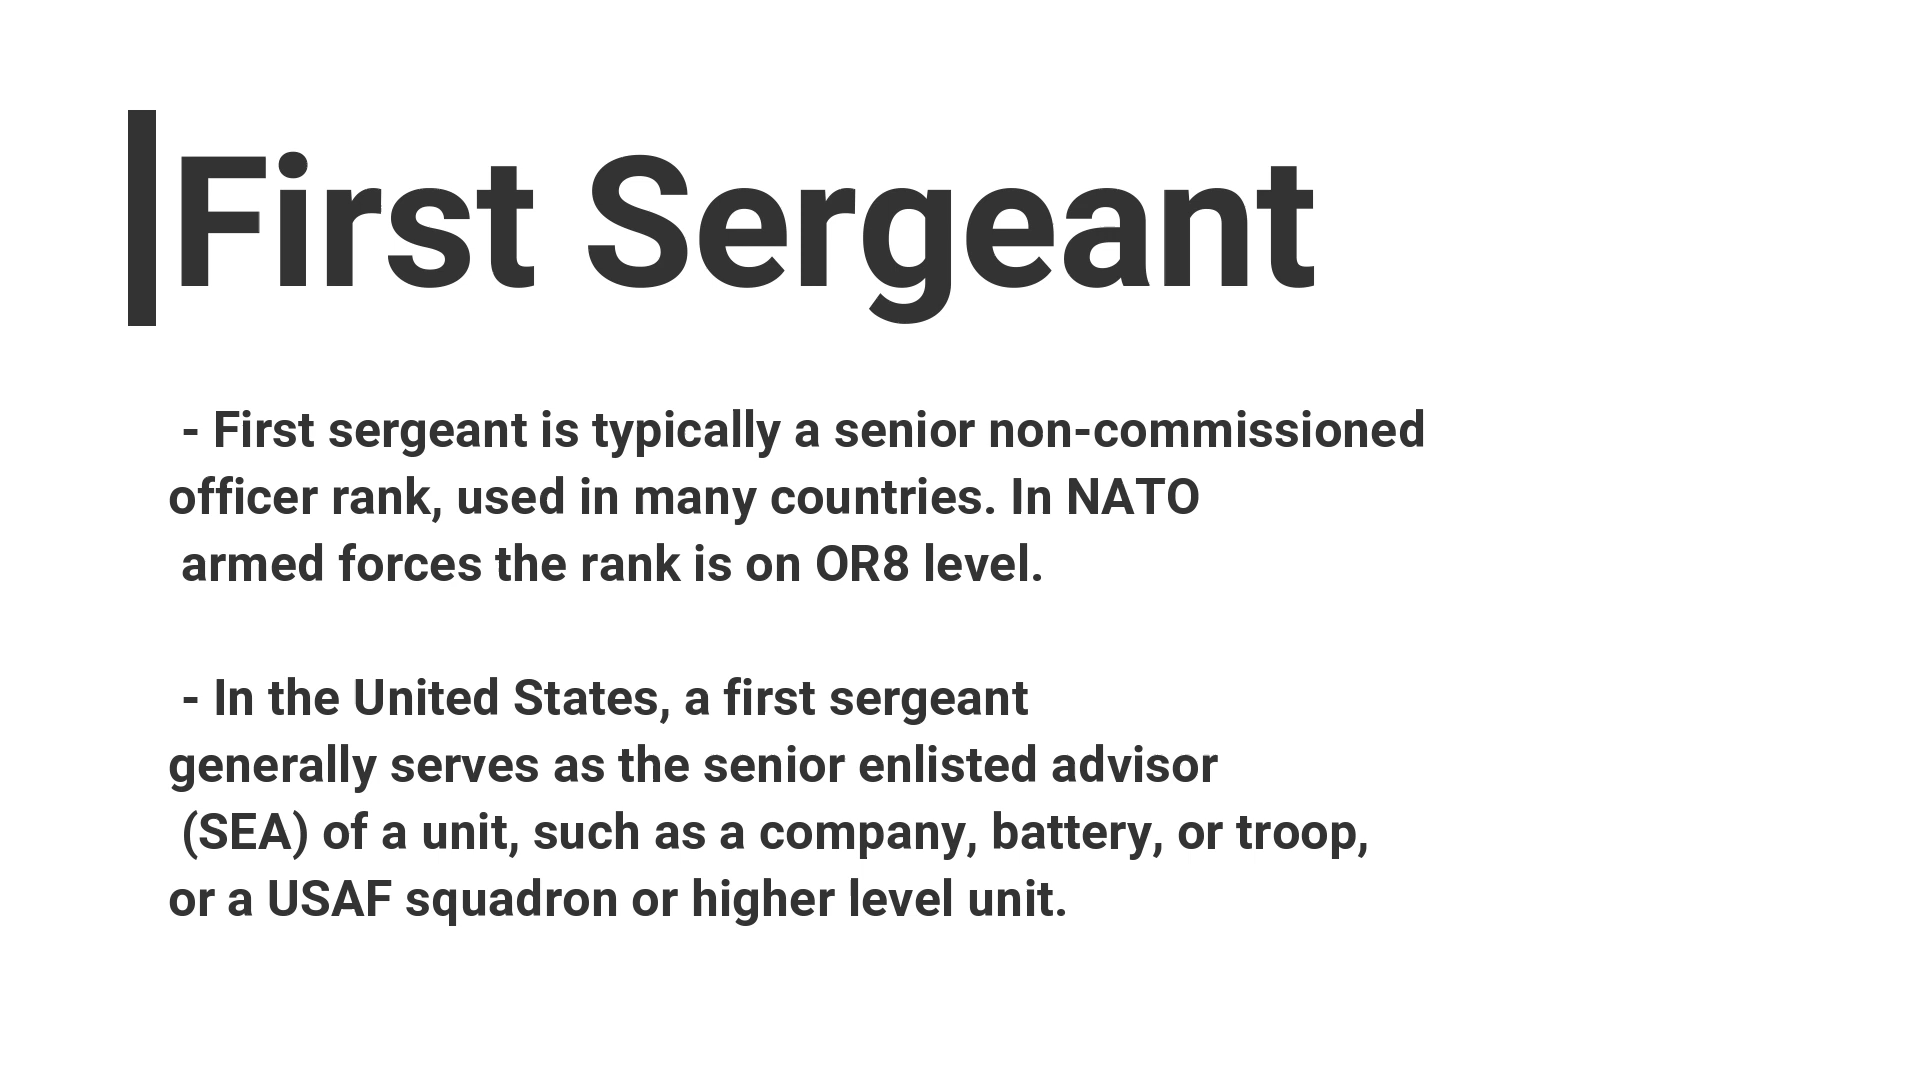 First Sergeant
- First sergeant is typically a senior non-commissioned
officer rank, used in many countries. In NATO
armed forces the rank is on OR8 level.
- In the United States, a first sergeant
generally serves as the senior enlisted advisor
(SEA) of a unit, such as a company, battery, or troop,
or a USAF squadron or higher level unit.